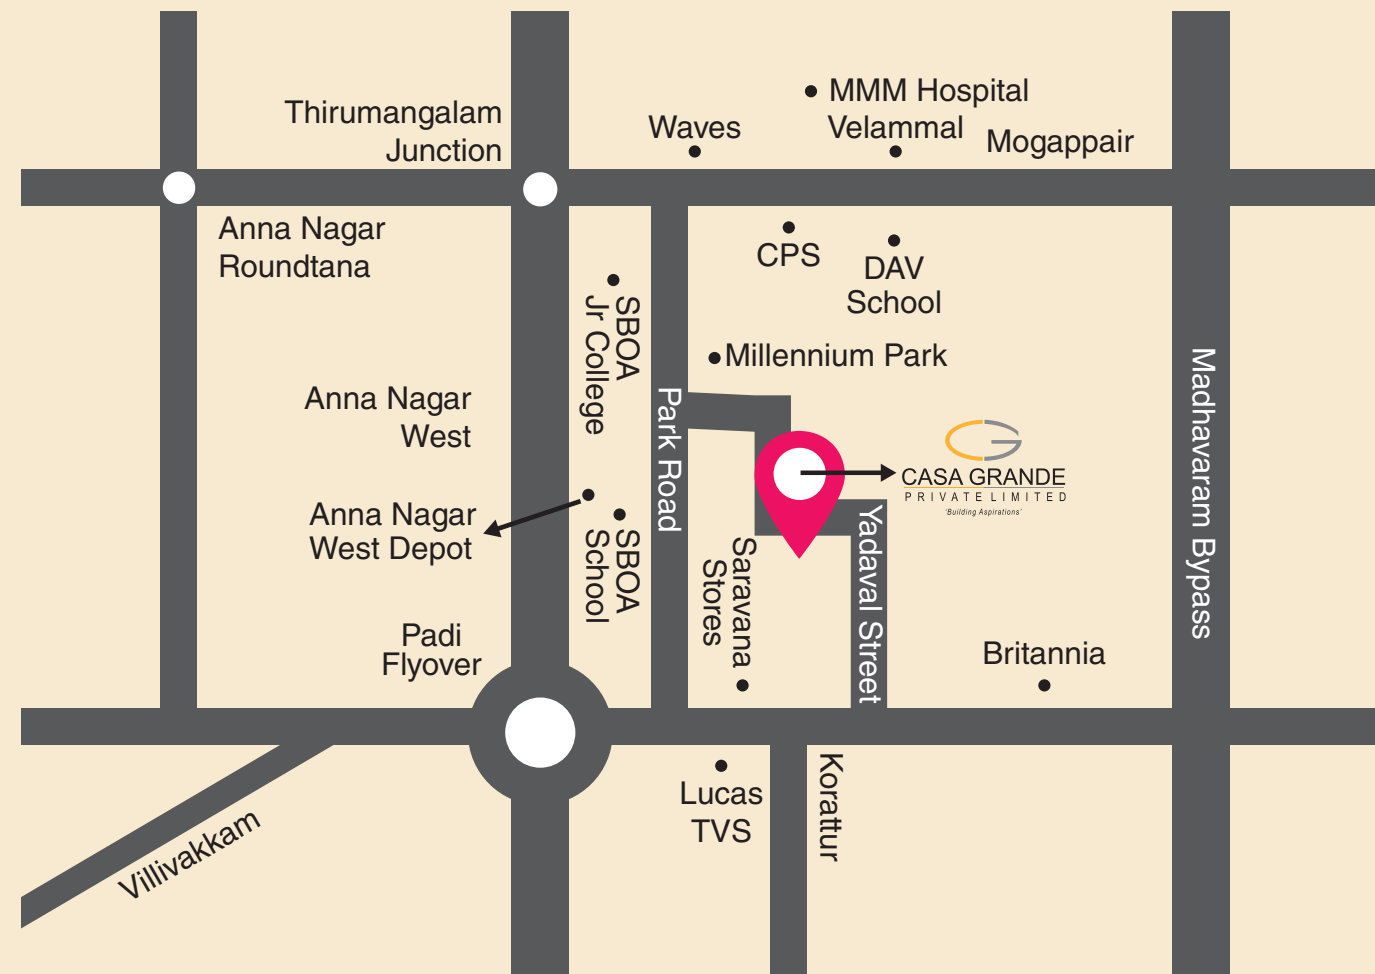 MMM Hospital
Thirumangalam
Junction
Waves
Velammal
Mogappair
Anna Nagar
Roundtana
CPS
DAV
School
SBOA
Jr College
Millennium Park
Anna Nagar
West
Park Road
Madhavaram Bypass
CASA GRANDE
PRIVATE LIMITED
'Building Aspirations'
Anna Nagar
West Depot
SBOA
School
Saravana
Stores
Yadaval Street
Padi
Flyover
Britannia
Lucas
TVS
Korattur
Villivakkam